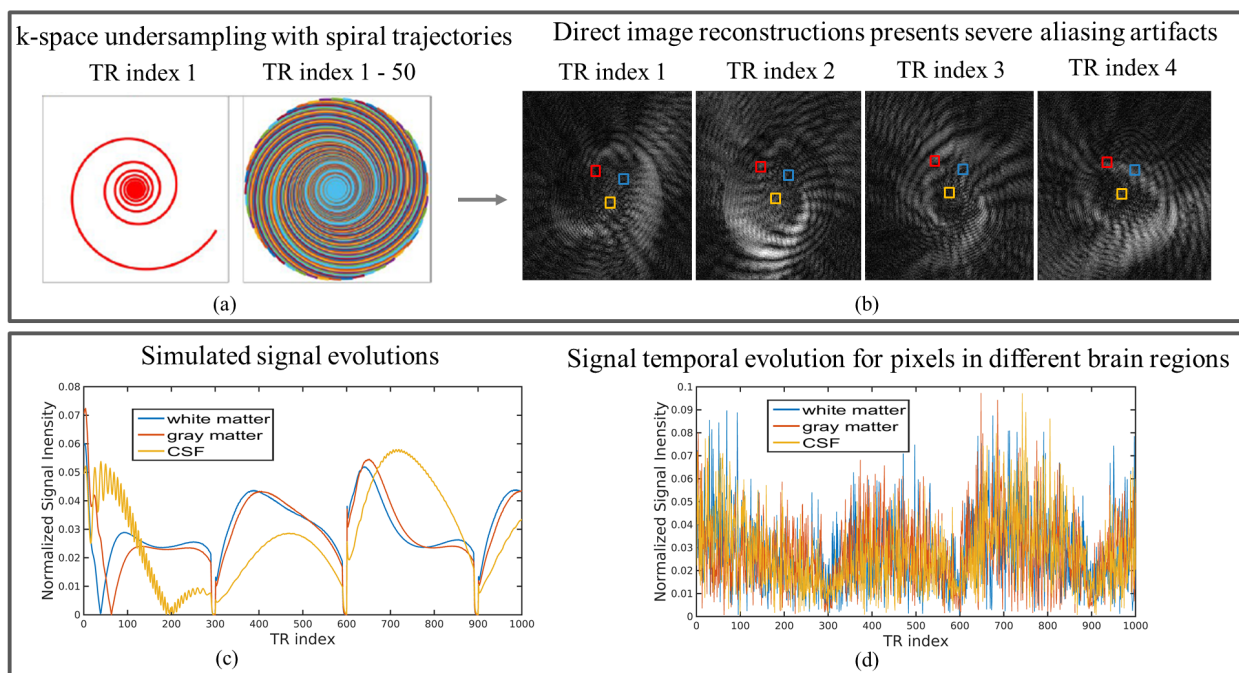 k-space undersampling with spiral trajectories
TR index 1
TR index 1 - 50
(a)
Direct image reconstructions presents severe aliasing artifacts
TR index 1
TR index 2
TR index 3
TR index 4
(b)
Simulated signal evolutions
Normalized Signal Inensity
0.08
0.07
0.06
0.05
0.04
0.03
0.02
0.01
0
white matter
gray matter
CSF
0 100 200 300 400 500 600 700 800 900 1000
TR index
(c)
Signal temporal evolution for pixels in different brain regions
Normalized Signal Inensity
0.1
0.09
0.08
0.07
0.06
0.05
0.04
0.03
0.02
0.01
0
white matter
gray matter
CSF
0 100 200 300 400 500 600 700 800 900 1000
TR index
(d)